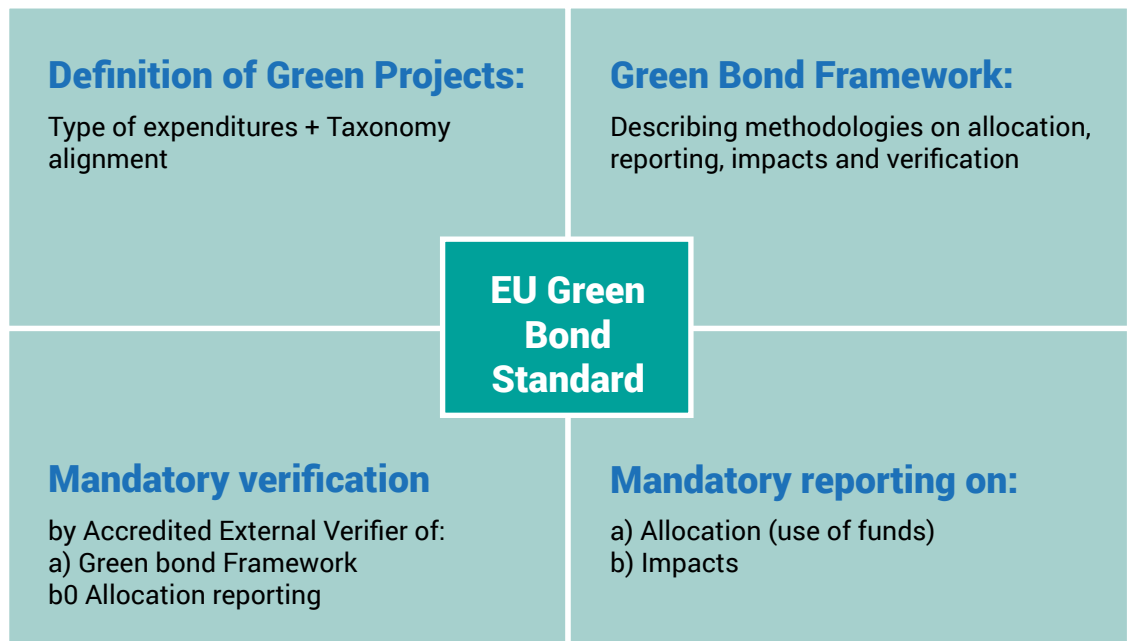 Definition of Green Projects:
Type of expenditures + Taxonomy
alignment
Green Bond Framework:
Describing methodologies on allocation,
reporting, impacts and verification
EU Green
Bond
Standard
Mandatory verification
by Accredited External Verifier of:
a) Green bond Framework
b0 Allocation reporting
Mandatory reporting on:
a) Allocation (use of funds)
b) Impacts